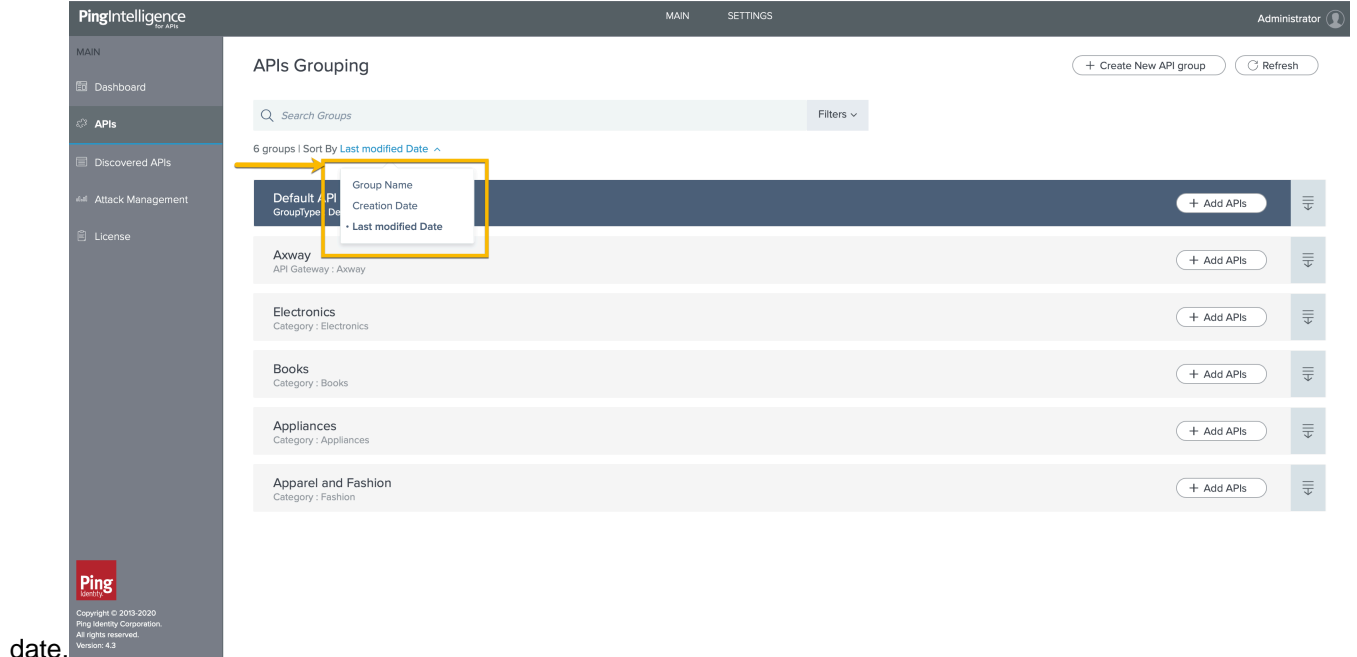 PingIntelligence
for APIs
MAIN
SETTINGS
Administrator
MAIN
Dashboard
APIs
Discovered APIs
Attack Management
License
APIs Grouping
+ Create New API group
Refresh
Search Groups
Filters
6 groups | Sort By Last modified Date
Group Name
Creation Date
• Last modified Date
Default API
GroupType De
+ Add APIs
Axway
API Gateway : Axway
+ Add APIs
Electronics
Category : Electronics
+ Add APIs
Books
Category : Books
+ Add APIs
Appliances
Category : Appliances
+ Add APIs
Apparel and Fashion
Category : Fashion
+ Add APIs
Ping
Identity.
Copyright © 2013-2020
Ping Identity Corporation.
All rights reserved.
Version: 4.3
date.